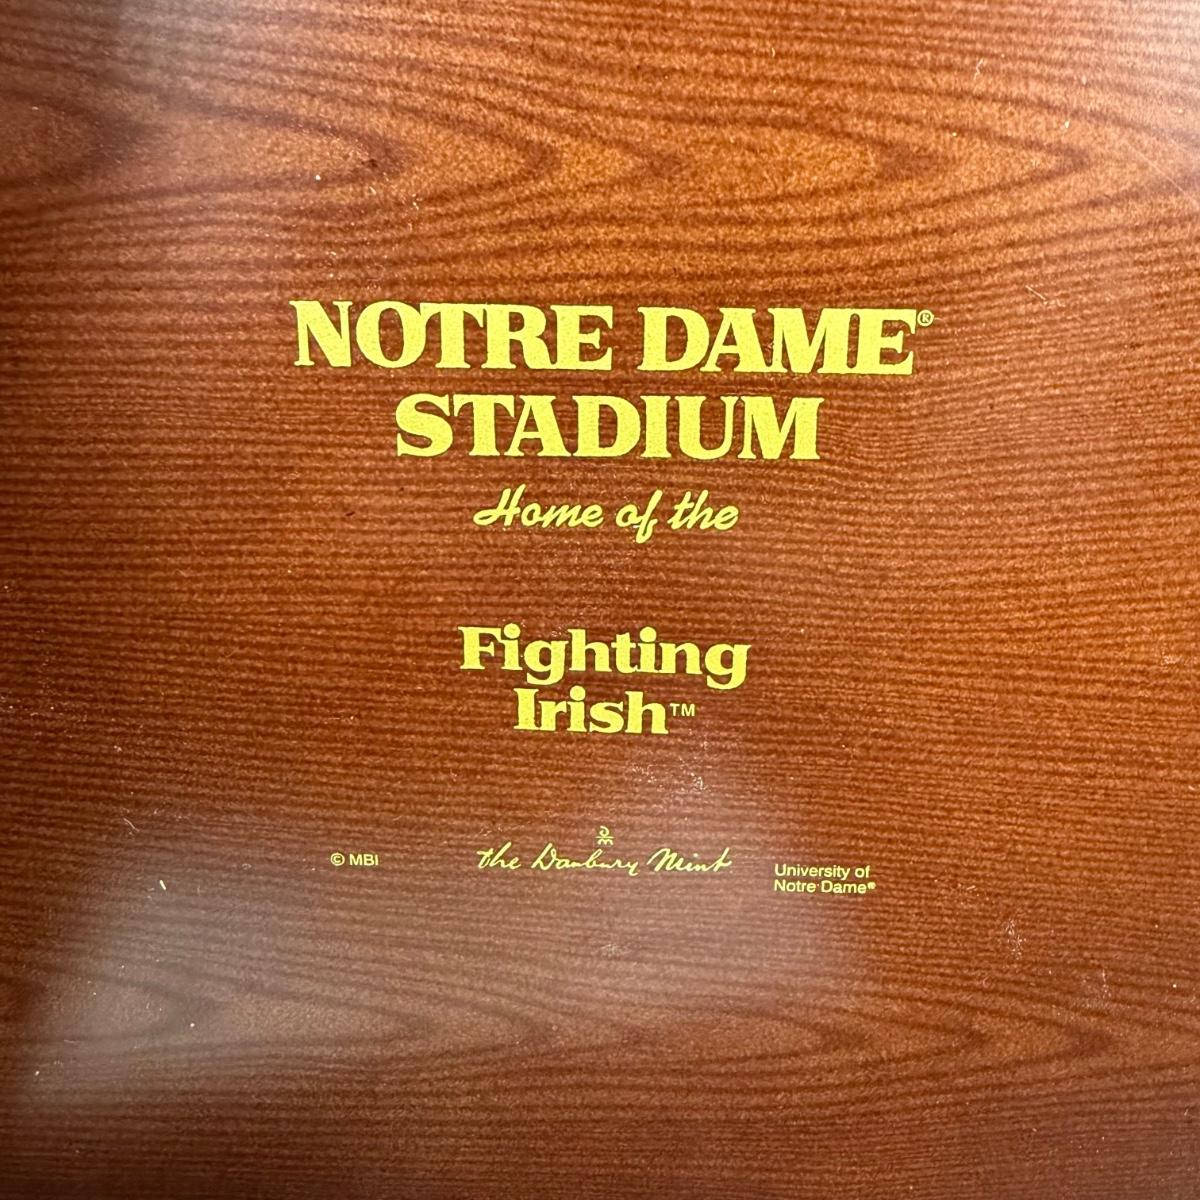 NOTRE DAME®
STADIUM
Home of the
Fighting
Irish™
© MBI
the Danbury Mint
University of
Notre Dame®